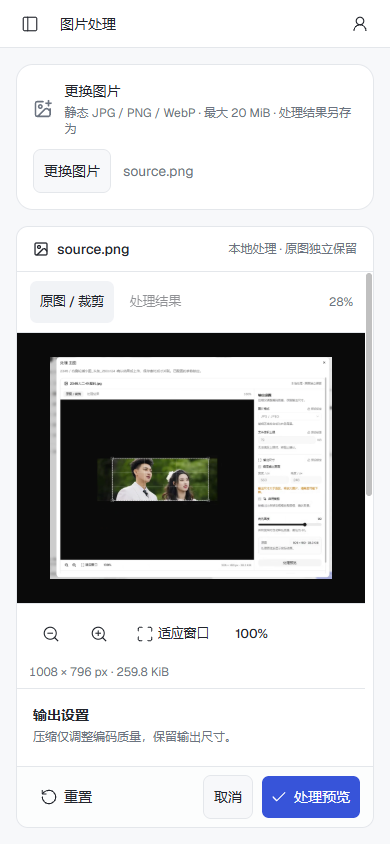 图片处理
更换图片
静态 JPG / PNG / WebP · 最大 20 MiB · 处理结果另存
为
更换图片
source.png
source.png
本地处理 · 原图独立保留
原图 / 裁剪
处理结果
28%
适应窗口
100%
1008 × 796 px · 259.8 KiB
输出设置
压缩仅调整编码质量，保留输出尺寸。
重置
取消
处理预览